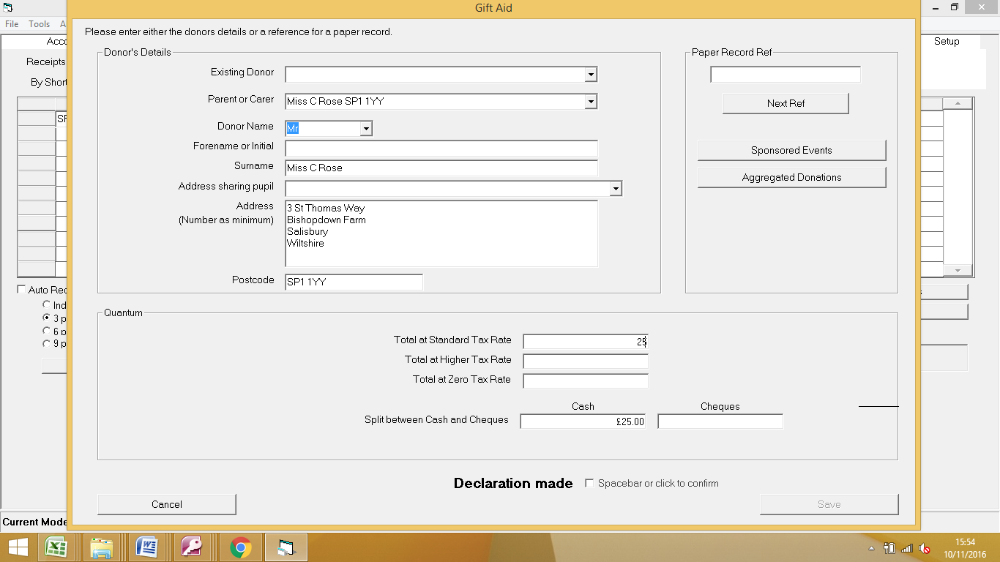 Gift Aid
File Tools A
Please enter either the donors details or a reference for a paper record.
Acco
Setup
Donor's Details
Paper Record Ref
Receipts
Existing Donor
By Short
Parent or Carer
Miss C Rose SP1 1YY
Next Ref
SF
Donor Name
Mr
Forename or Initial
Sponsored Events
Surname
Miss C Rose
Aggregated Donations
Address sharing pupil
Address
(Number as minimum)
3 St Thomas Way
Bishopdown Farm
Salisbury
Wiltshire
Postcode
SP1 1YY
Auto Rec
Ind
3 p
6 p
9 p
Quantum
Total at Standard Tax Rate
25
Total at Higher Tax Rate
Total at Zero Tax Rate
Cash
Cheques
Split between Cash and Cheques
£25.00
Declaration made
Spacebar or click to confirm
Cancel
Save
Current Mode
15:54
10/11/2016